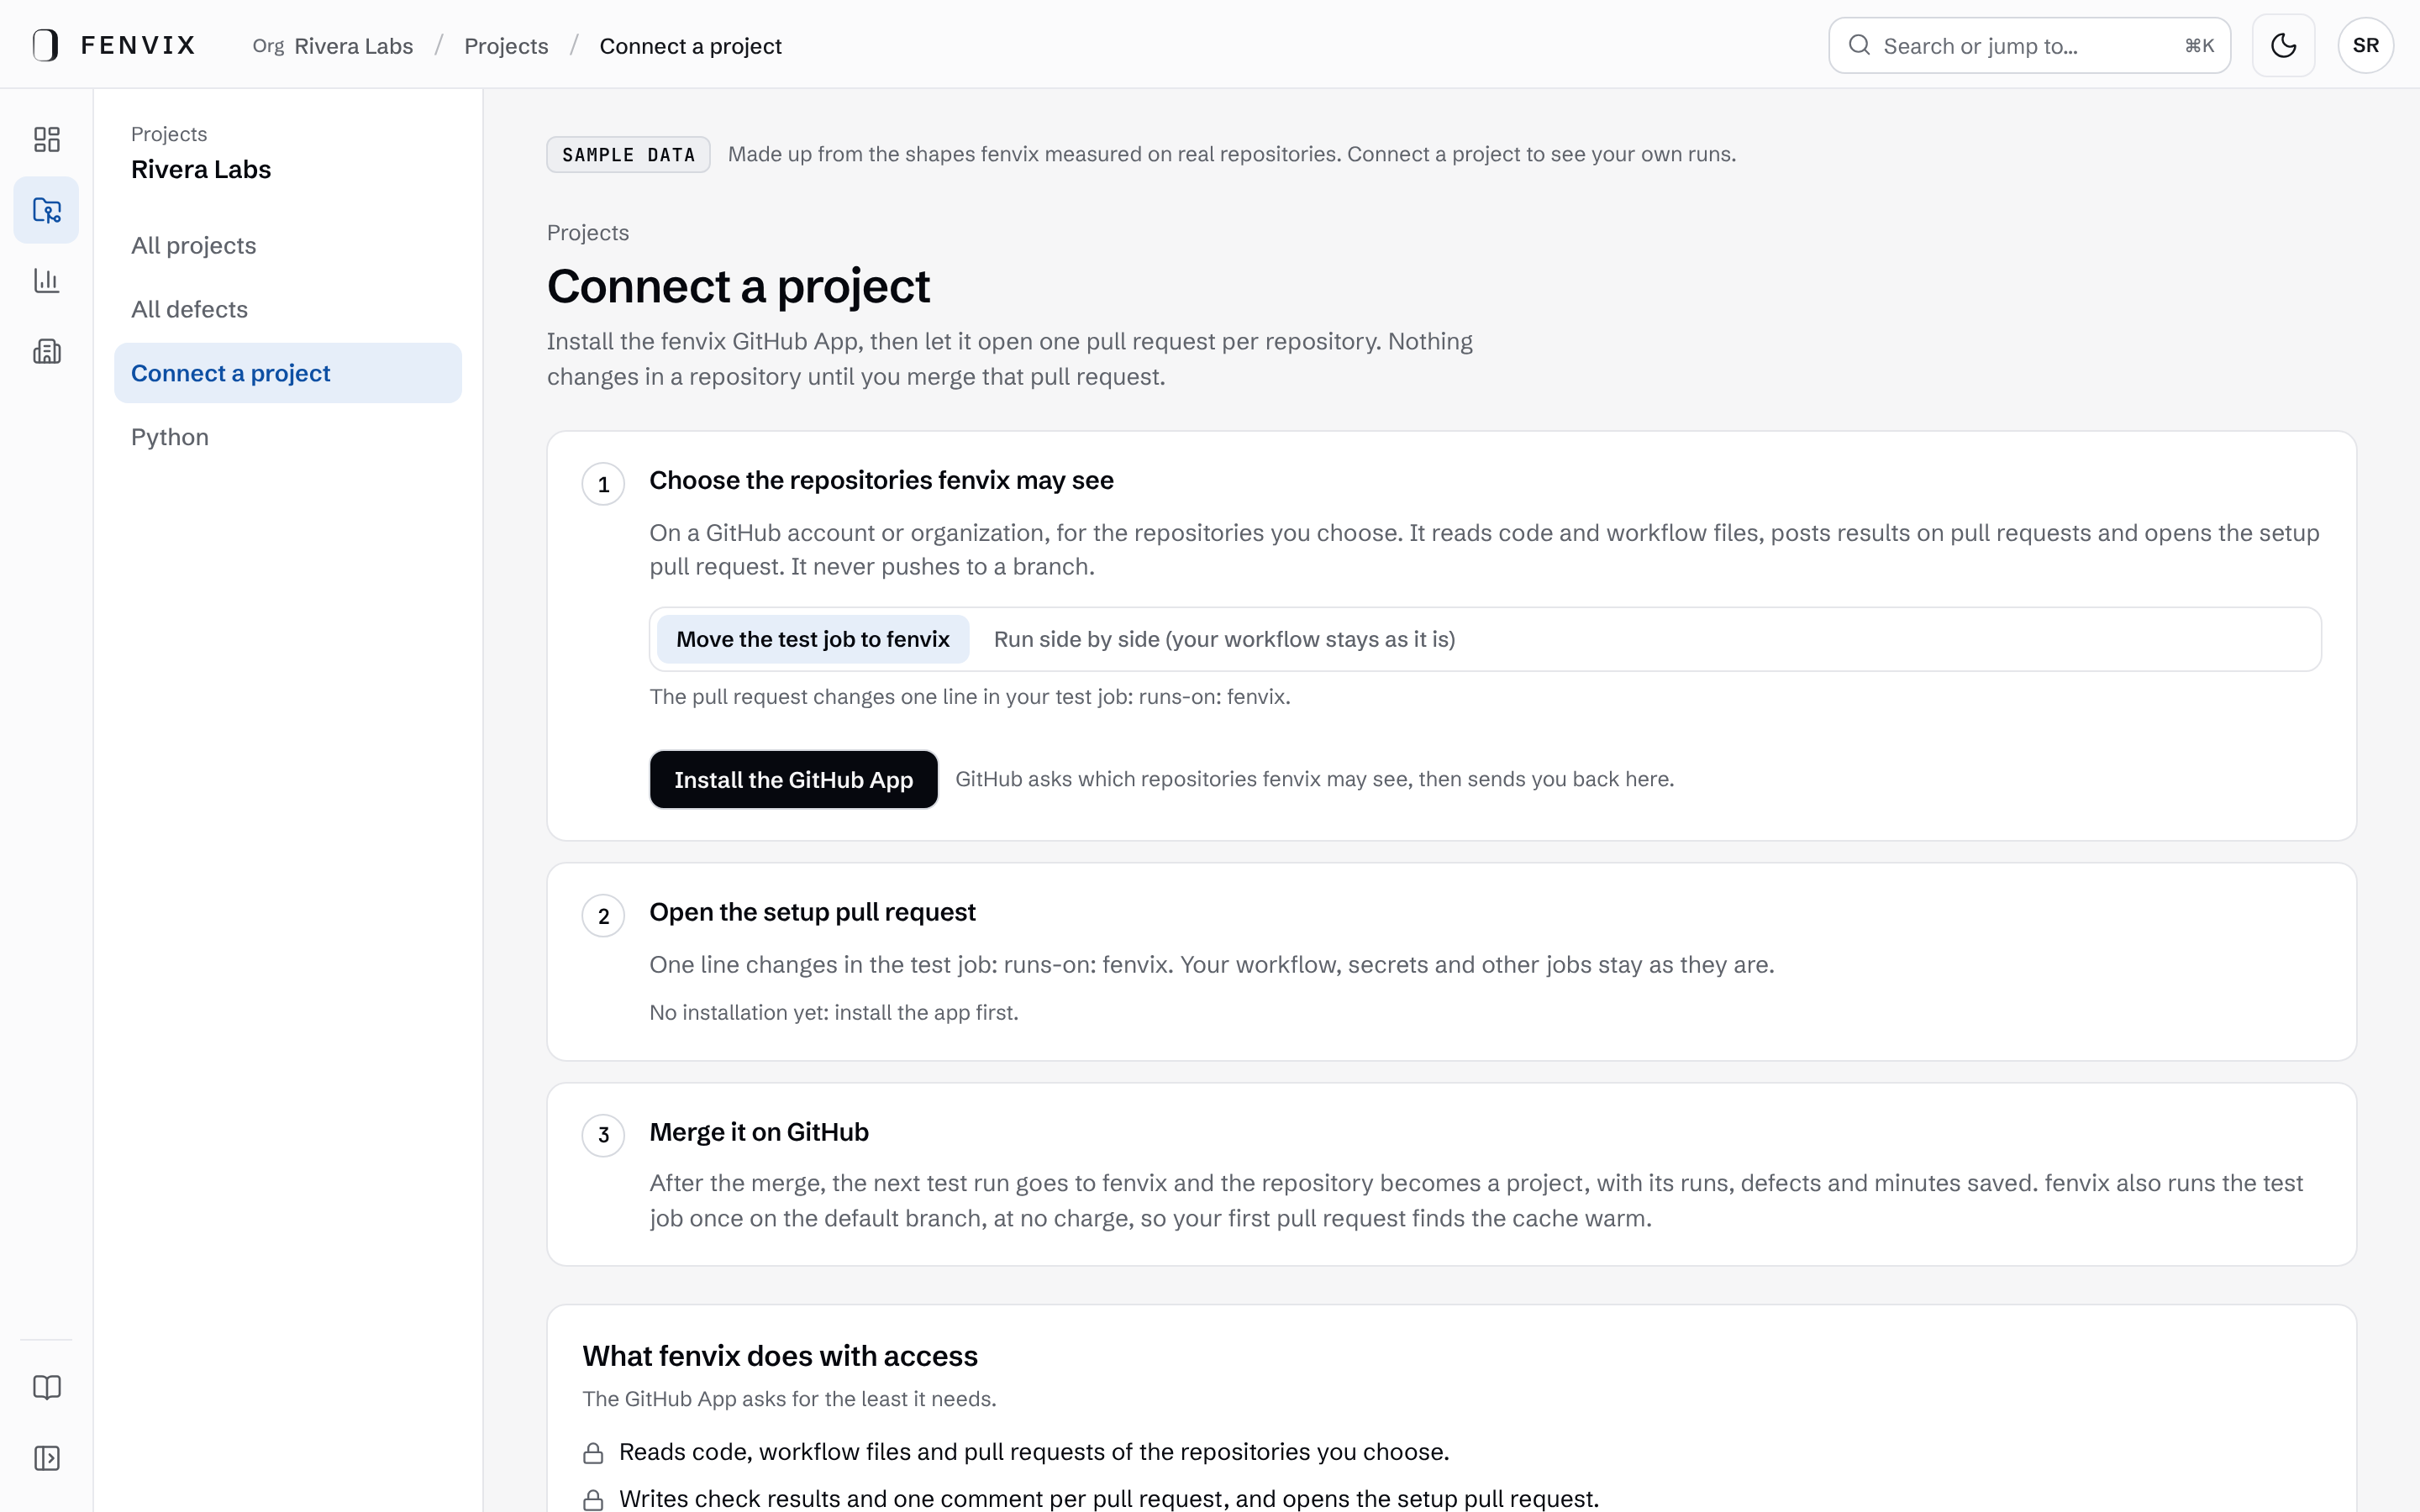 FENVIX
Org Rivera Labs / Projects / Connect a project
Search or jump to... ⌘K
SR
Projects
Rivera Labs
All projects
All defects
Connect a project
Python
SAMPLE DATA Made up from the shapes fenvix measured on real repositories. Connect a project to see your own runs.
Projects
Connect a project
Install the fenvix GitHub App, then let it open one pull request per repository. Nothing
changes in a repository until you merge that pull request.
1 Choose the repositories fenvix may see
On a GitHub account or organization, for the repositories you choose. It reads code and workflow files, posts results on pull requests and opens the setup
pull request. It never pushes to a branch.
Move the test job to fenvix Run side by side (your workflow stays as it is)
The pull request changes one line in your test job: runs-on: fenvix.
Install the GitHub App GitHub asks which repositories fenvix may see, then sends you back here.
2 Open the setup pull request
One line changes in the test job: runs-on: fenvix. Your workflow, secrets and other jobs stay as they are.
No installation yet: install the app first.
3 Merge it on GitHub
After the merge, the next test run goes to fenvix and the repository becomes a project, with its runs, defects and minutes saved. fenvix also runs the test
job once on the default branch, at no charge, so your first pull request finds the cache warm.
What fenvix does with access
The GitHub App asks for the least it needs.
Reads code, workflow files and pull requests of the repositories you choose.
Writes check results and one comment per pull request, and opens the setup pull request.